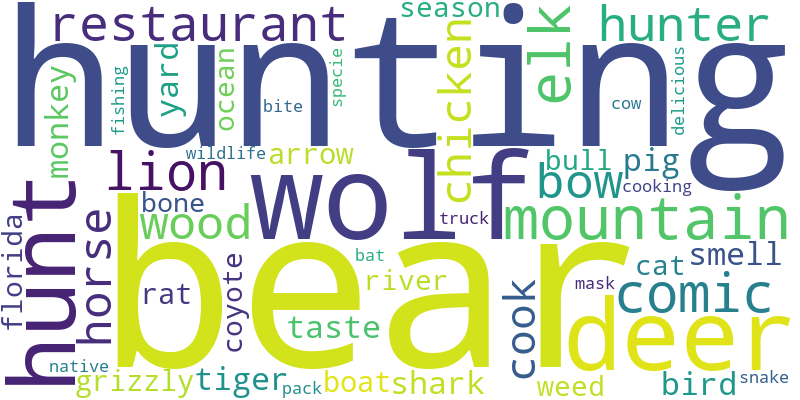 hunting
restaurant
season
hunter
elk
chicken
yard
ocean
specie
monkey
fishing
bite
cow
delicious
wildlife
arrow
lion
wolf
bull
pig
bow
cooking
bone
wood
truck
mountain
hunt
florida
horse
bear
bat
coyote
rat
river
smell
cat
mask
comic
cook
deer
taste
native
grizzly
tiger
pack
boat
shark
weed
bird
snake